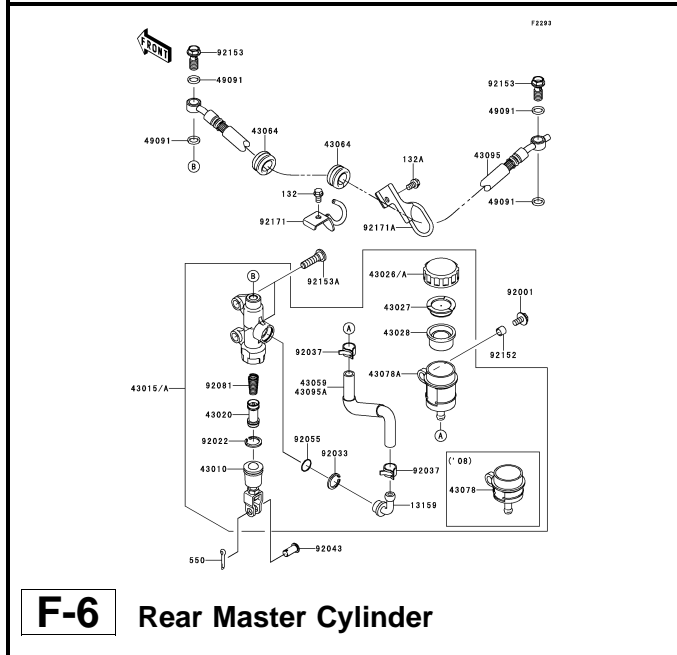 F2293
FRONT
92153
49091
49091
B
43064
43064
132
92171
132A
92171A
92153
49091
43095
49091
B
92153A
43026/A
43027
43028
92001
92152
A
92037
43078A
43059
43095A
A
43015/A
92081
43020
92022
43010
92055
92033
92037
13159
('08)
43078
550
92043
F-6 Rear Master Cylinder